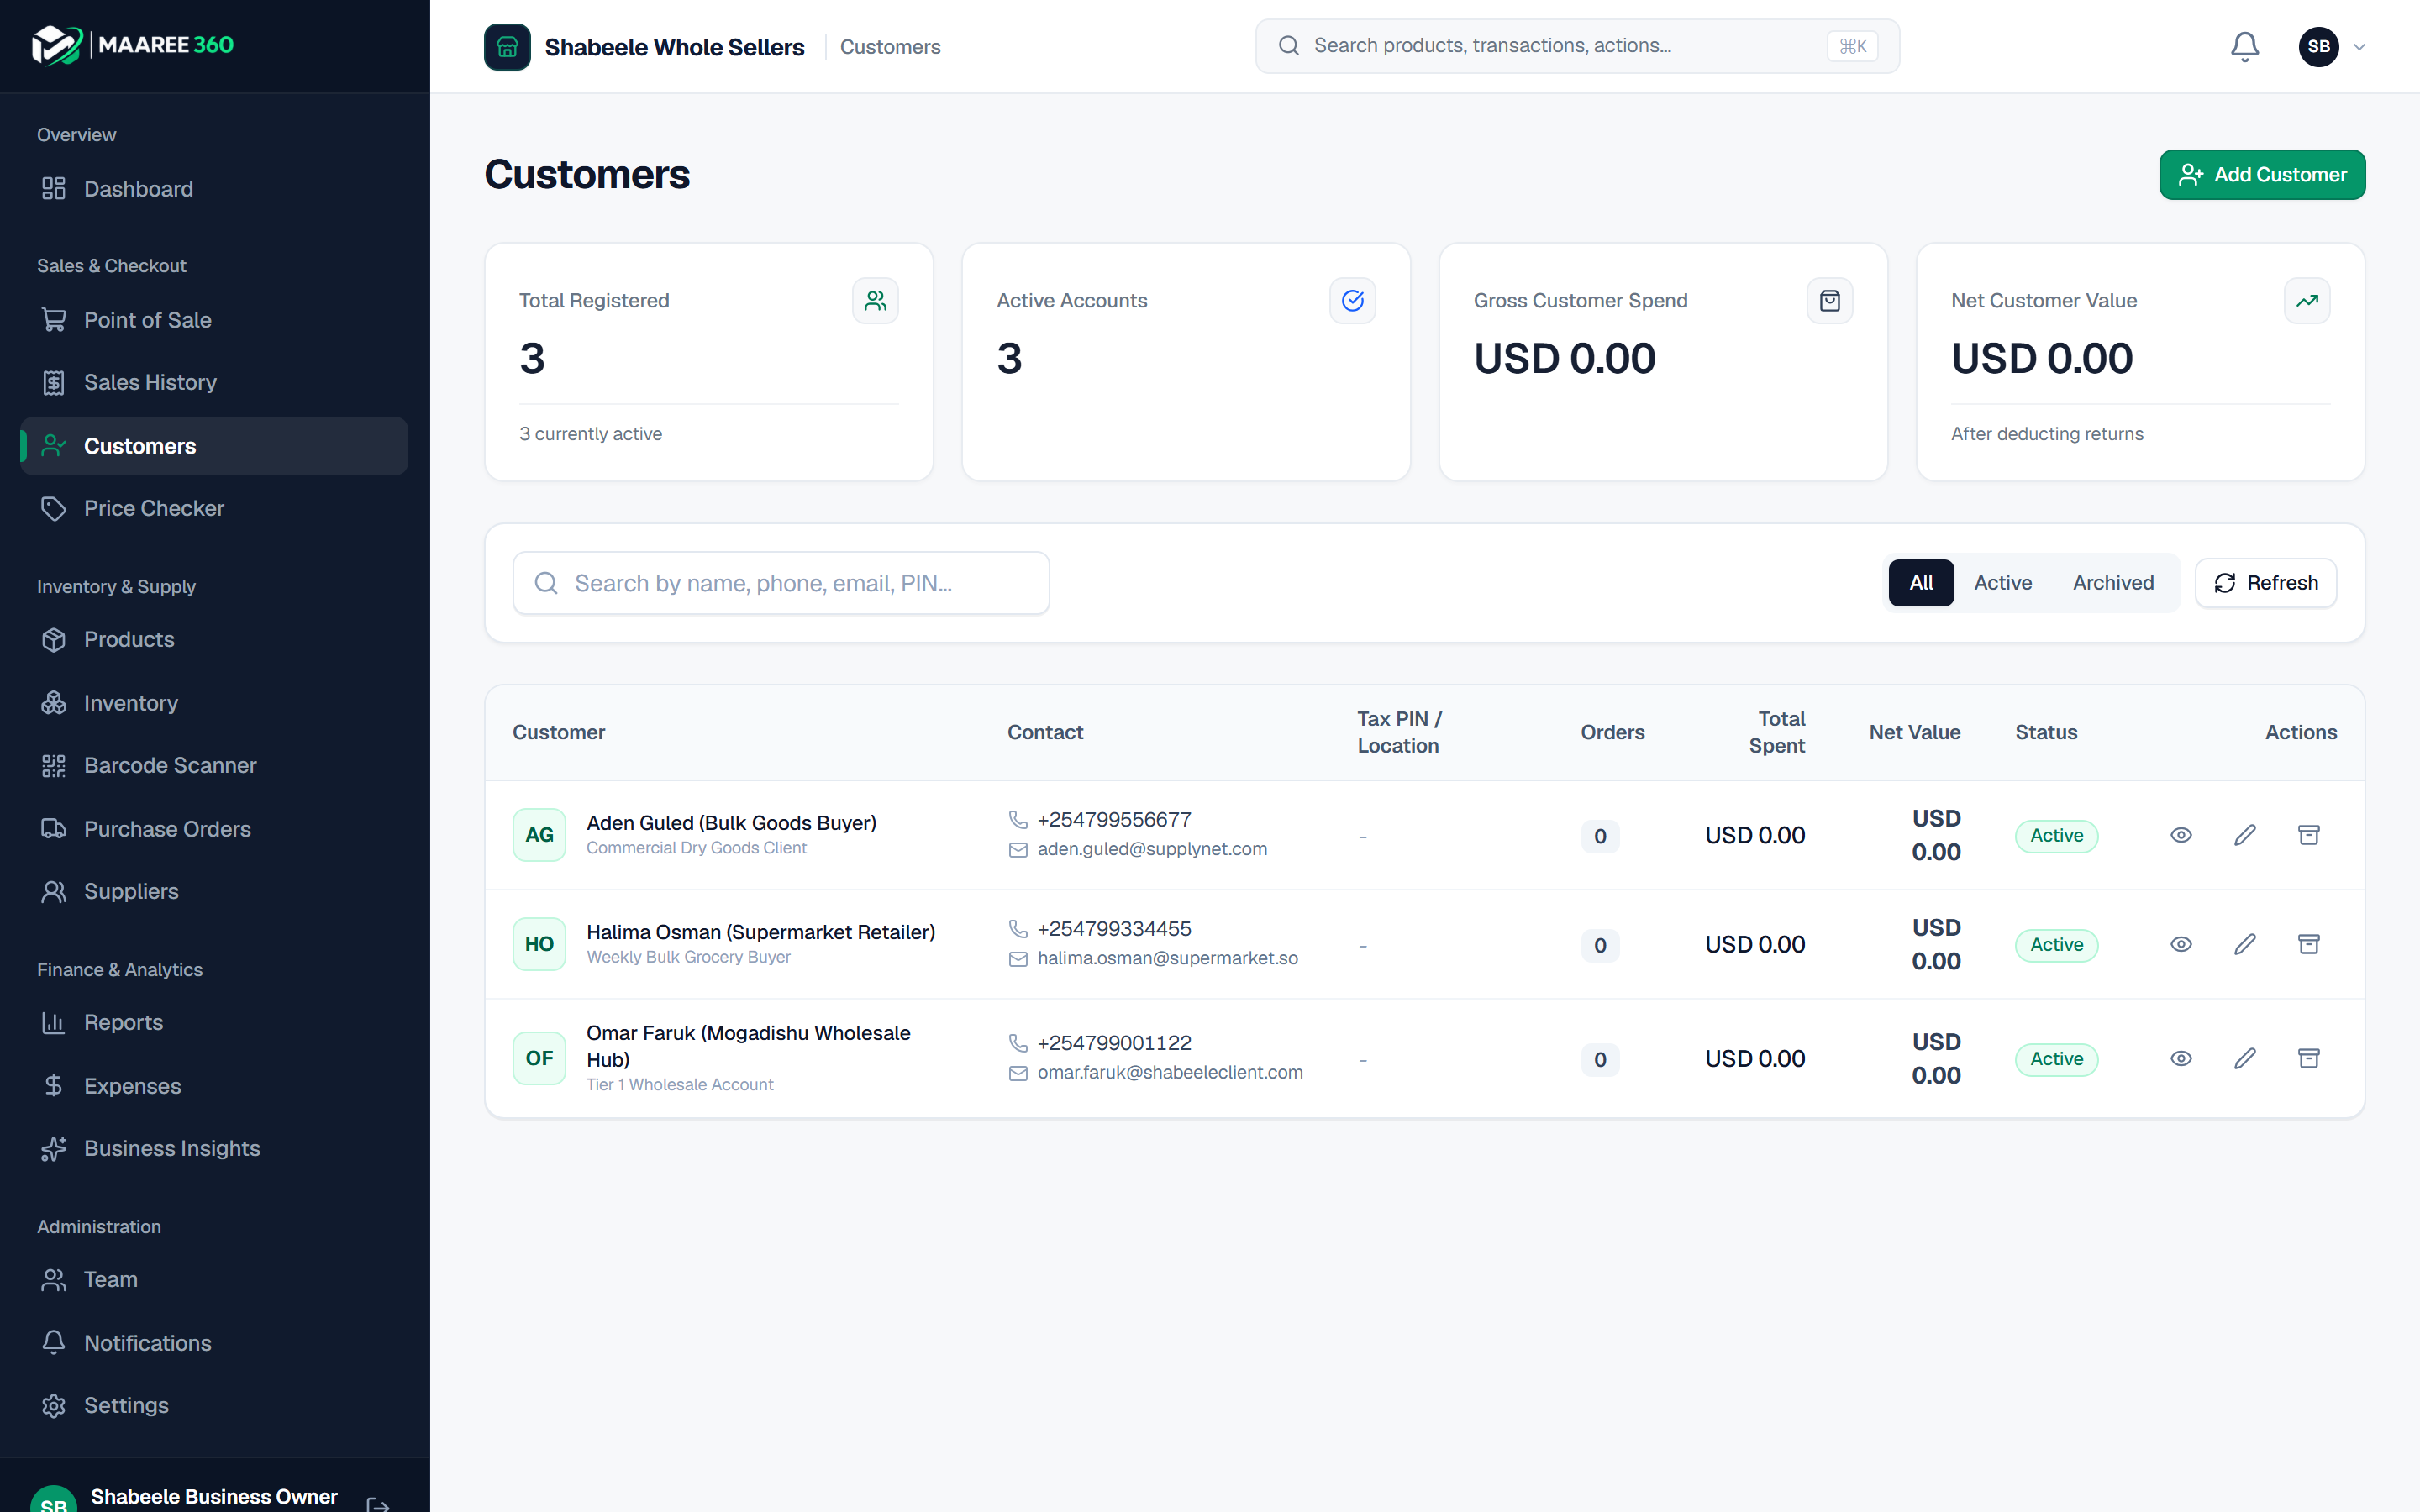 MAAREE 360
Overview
Dashboard
Sales & Checkout
Point of Sale
Sales History
Customers
Price Checker
Inventory & Supply
Products
Inventory
Barcode Scanner
Purchase Orders
Suppliers
Finance & Analytics
Reports
Expenses
Business Insights
Administration
Team
Notifications
Settings
SB
Shabeele Business Owner
Shabeele Whole Sellers
Customers
Search products, transactions, actions...
⌘K
SB
Customers
Add Customer
Total Registered
3
3 currently active
Active Accounts
3
Gross Customer Spend
USD 0.00
Net Customer Value
USD 0.00
After deducting returns
Search by name, phone, email, PIN...
All
Active
Archived
Refresh
Customer
Contact
Tax PIN /
Location
Orders
Total
Spent
Net Value
Status
Actions
AG
Aden Guled (Bulk Goods Buyer)
Commercial Dry Goods Client
+254799556677
aden.guled@supplynet.com
-
0
USD 0.00
USD
0.00
Active
HO
Halima Osman (Supermarket Retailer)
Weekly Bulk Grocery Buyer
+254799334455
halima.osman@supermarket.so
-
0
USD 0.00
USD
0.00
Active
OF
Omar Faruk (Mogadishu Wholesale
Hub)
Tier 1 Wholesale Account
+254799001122
omar.faruk@shabeeleclient.com
-
0
USD 0.00
USD
0.00
Active